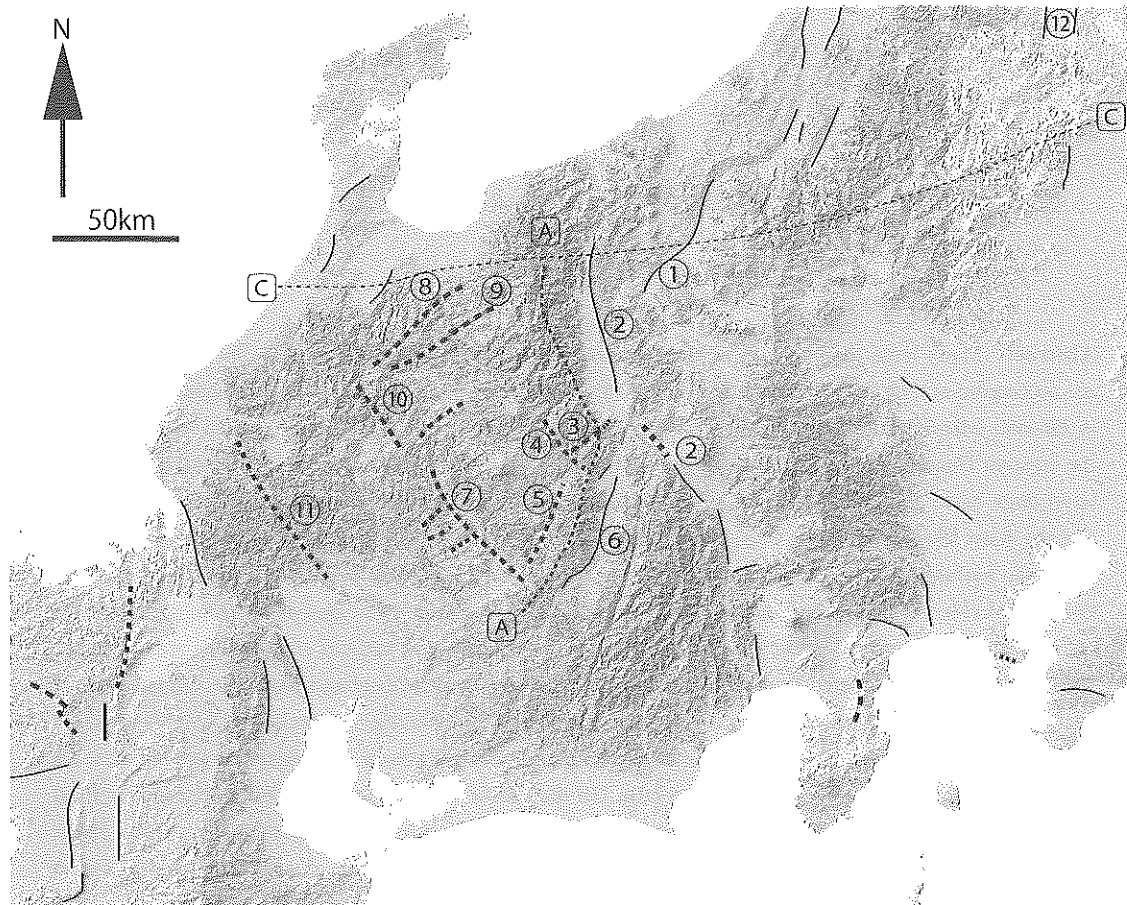 N
⑫
C
50km
A
①
C
⑧
⑨
②
⑩
③
④
②
⑤
⑦
⑪
⑥
A